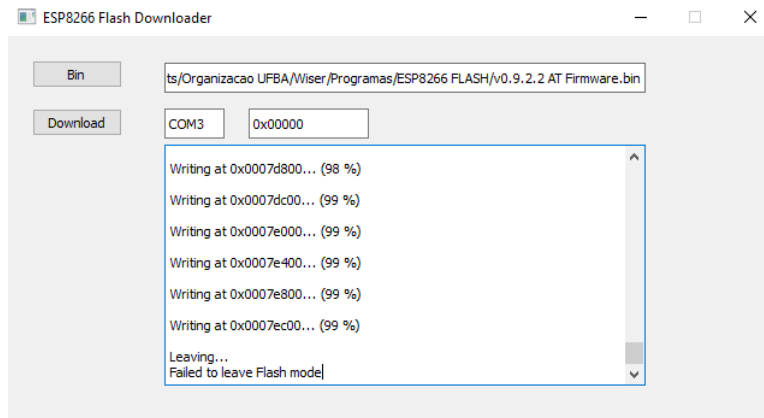 ESP8266 Flash Downloader
Bin
ts/Organizacao UFBA/Wiser/Programas/ESP8266 FLASH/v0.9.2.2 AT Firmware.bin
Download
COM3
0x00000
Writing at 0x0007d800... (98 %)
Writing at 0x0007dc00... (99 %)
Writing at 0x0007e000... (99 %)
Writing at 0x0007e400... (99 %)
Writing at 0x0007e800... (99 %)
Writing at 0x0007ec00... (99 %)
Leaving...
Failed to leave Flash mode